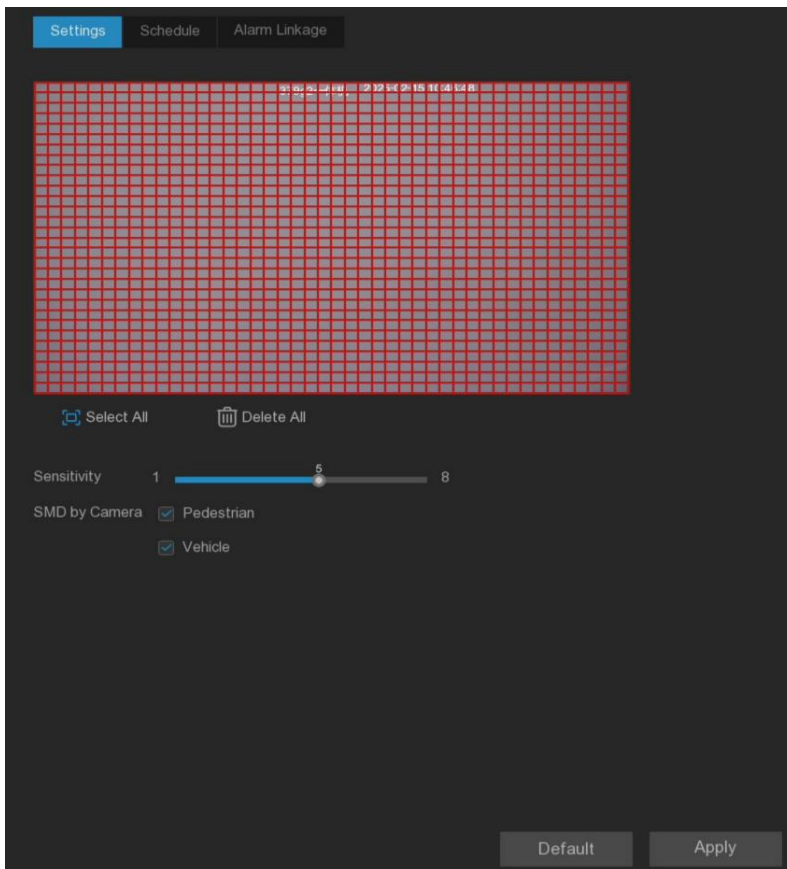 Settings Schedule Alarm Linkage
Select All Delete All
Sensitivity 1 5 8
SMD by Camera Pedestrian
Vehicle
Default Apply